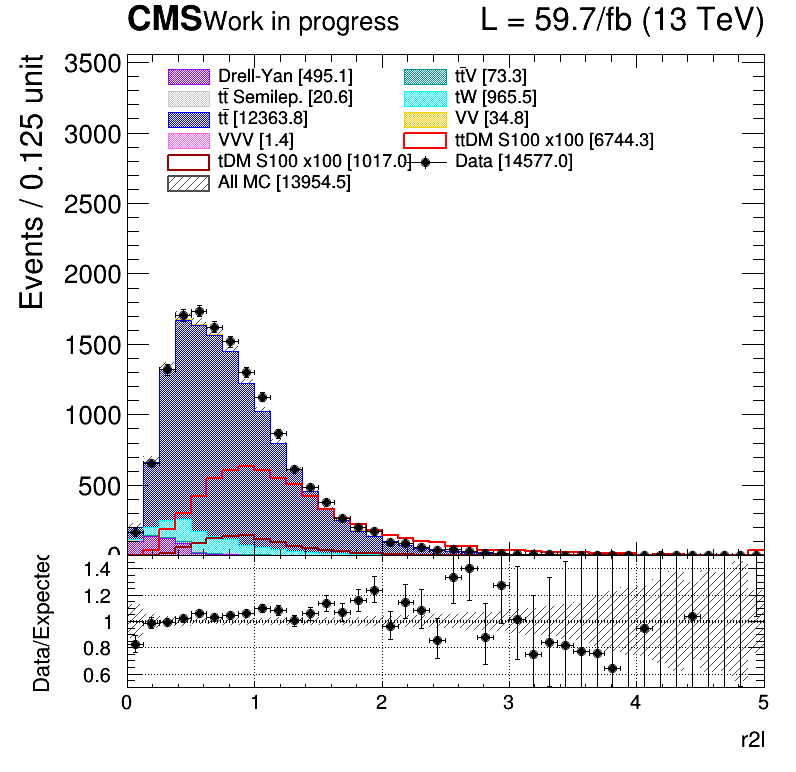 CMS Work in progress L = 59.7/fb (13 TeV)
Events / 0.125 unit
3500
3000
2500
2000
1500
1000
500
0
Drell-Yan [495.1] tt̄V [73.3]
tt̄ Semilep. [20.6] tW [965.5]
tt̄ [12363.8] VV [34.8]
VVV [1.4] ttDM S100 x100 [6744.3]
tDM S100 x100 [1017.0] Data [14577.0]
All MC [13954.5]
Data/Expected
1.4
1.2
1
0.8
0.6
0 1 2 3 4 5
r2l